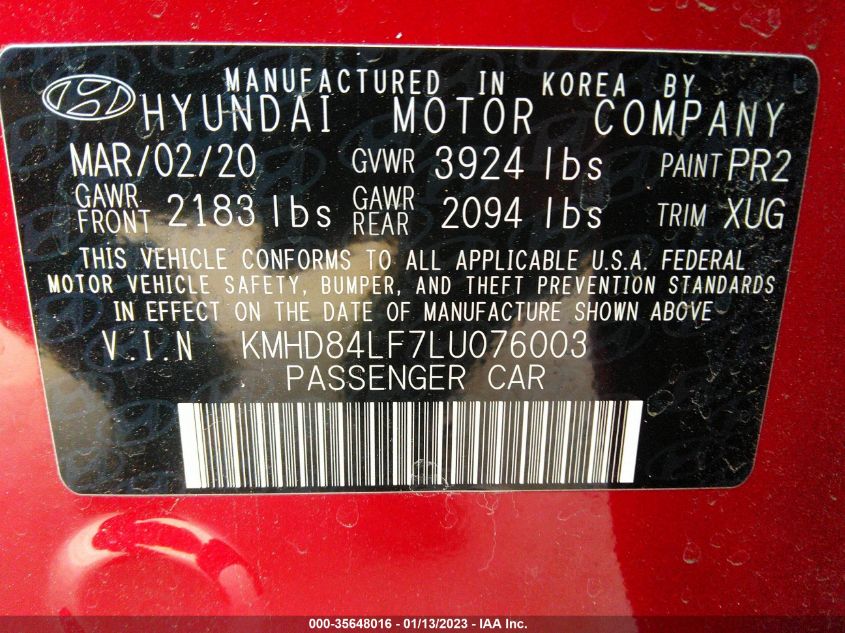 MANUFACTURED IN KOREA BY
HYUNDAI MOTOR COMPANY
MAR/02/20 GVWR 3924 lbs PAINT PR2
GAWR FRONT 2183 lbs GAWR REAR 2094 lbs TRIM XUG
THIS VEHICLE CONFORMS TO ALL APPLICABLE U.S.A. FEDERAL
MOTOR VEHICLE SAFETY, BUMPER, AND THEFT PREVENTION STANDARDS
IN EFFECT ON THE DATE OF MANUFACTURE SHOWN ABOVE
V.I.N KMHD84LF7LU076003
PASSENGER CAR
000-35648016 - 01/13/2023 - IAA Inc.